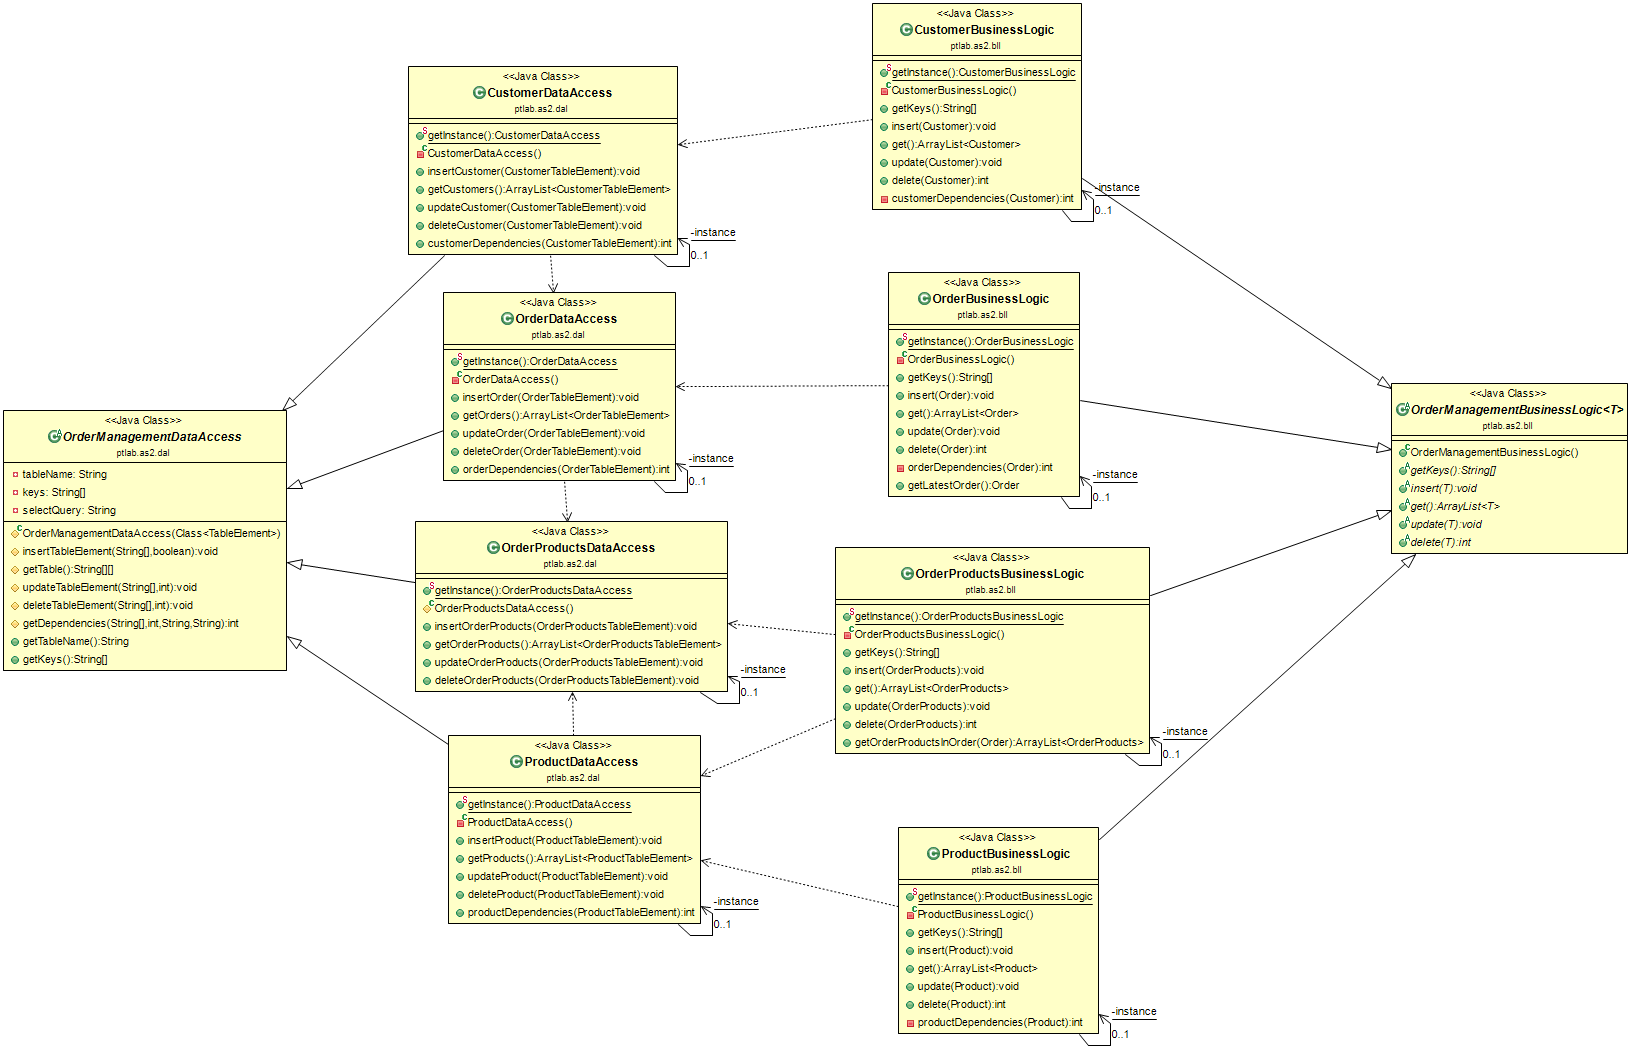 <<Java Class>>
CustomerBusinessLogic
ptlab.as2.bll
getInstance():CustomerBusinessLogic
CustomerBusinessLogic()
getKeys():String[]
insert(Customer):void
get():ArrayList<Customer>
update(Customer):void
delete(Customer):int
customerDependencies(Customer):int
-instance
0..1
<<Java Class>>
CustomerDataAccess
ptlab.as2.dal
getInstance():CustomerDataAccess
CustomerDataAccess()
insertCustomer(CustomerTableElement):void
getCustomers():ArrayList<CustomerTableElement>
updateCustomer(CustomerTableElement):void
deleteCustomer(CustomerTableElement):void
customerDependencies(CustomerTableElement):int
-instance
0..1
<<Java Class>>
OrderBusinessLogic
ptlab.as2.bll
getInstance():OrderBusinessLogic
OrderBusinessLogic()
getKeys():String[]
insert(Order):void
get():ArrayList<Order>
update(Order):void
delete(Order):int
orderDependencies(Order):int
getLatestOrder():Order
-instance
0..1
<<Java Class>>
OrderDataAccess
ptlab.as2.dal
getInstance():OrderDataAccess
OrderDataAccess()
insertOrder(OrderTableElement):void
getOrders():ArrayList<OrderTableElement>
updateOrder(OrderTableElement):void
deleteOrder(OrderTableElement):void
orderDependencies(OrderTableElement):int
-instance
0..1
<<Java Class>>
OrderManagementBusinessLogic<T>
ptlab.as2.bll
OrderManagementBusinessLogic()
getKeys():String[]
insert(T):void
get():ArrayList<T>
update(T):void
delete(T):int
<<Java Class>>
OrderManagementDataAccess
ptlab.as2.dal
tableName: String
keys: String[]
selectQuery: String
OrderManagementDataAccess(Class<TableElement>)
insertTableElement(String[],boolean):void
getTable():String[][]
updateTableElement(String[],int):void
deleteTableElement(String[],int):void
getDependencies(String[],int,String,String):int
getTableName():String
getKeys():String[]
<<Java Class>>
OrderProductsDataAccess
ptlab.as2.dal
getInstance():OrderProductsDataAccess
OrderProductsDataAccess()
insertOrderProducts(OrderProductsTableElement):void
getOrderProducts():ArrayList<OrderProductsTableElement>
updateOrderProducts(OrderProductsTableElement):void
deleteOrderProducts(OrderProductsTableElement):void
-instance
0..1
<<Java Class>>
OrderProductsBusinessLogic
ptlab.as2.bll
getInstance():OrderProductsBusinessLogic
OrderProductsBusinessLogic()
getKeys():String[]
insert(OrderProducts):void
get():ArrayList<OrderProducts>
update(OrderProducts):void
delete(OrderProducts):int
getOrderProductsInOrder(Order):ArrayList<OrderProducts>
-instance
0..1
<<Java Class>>
ProductDataAccess
ptlab.as2.dal
getInstance():ProductDataAccess
ProductDataAccess()
insertProduct(ProductTableElement):void
getProducts():ArrayList<ProductTableElement>
updateProduct(ProductTableElement):void
deleteProduct(ProductTableElement):void
productDependencies(ProductTableElement):int
-instance
0..1
<<Java Class>>
ProductBusinessLogic
ptlab.as2.bll
getInstance():ProductBusinessLogic
ProductBusinessLogic()
getKeys():String[]
insert(Product):void
get():ArrayList<Product>
update(Product):void
delete(Product):int
productDependencies(Product):int
-instance
0..1